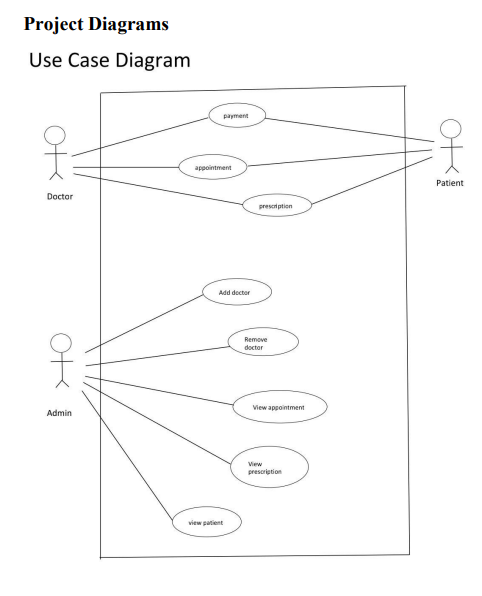 Project Diagrams
Use Case Diagram
payment
appointment
prescription
Doctor
Patient
Add doctor
Remove
doctor
View appointment
View
prescription
view patient
Admin